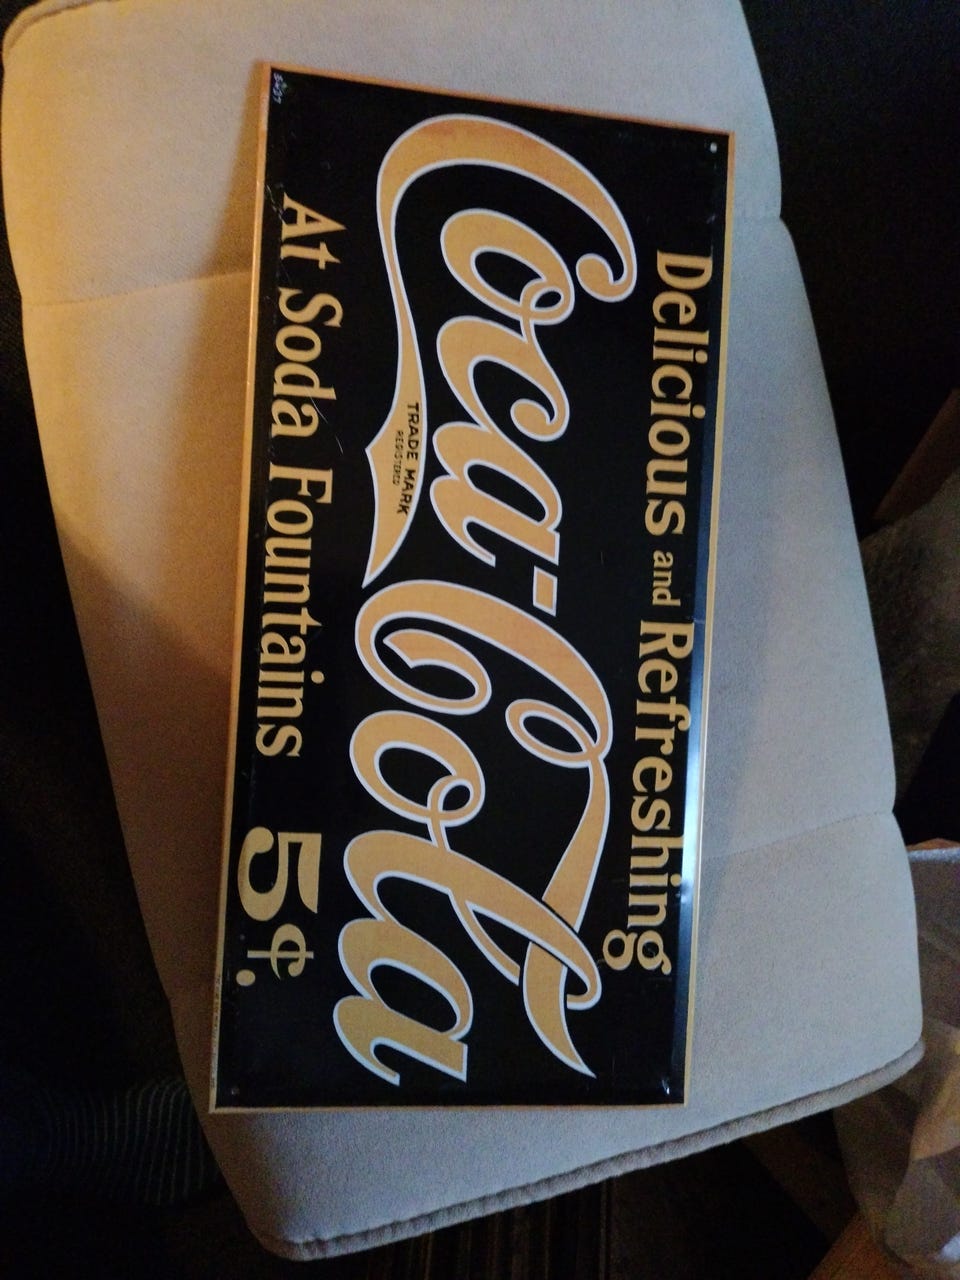 Delicious and Refreshing
Coca-Cola
TRADE MARK
REGISTERED
At Soda Fountains 5¢.